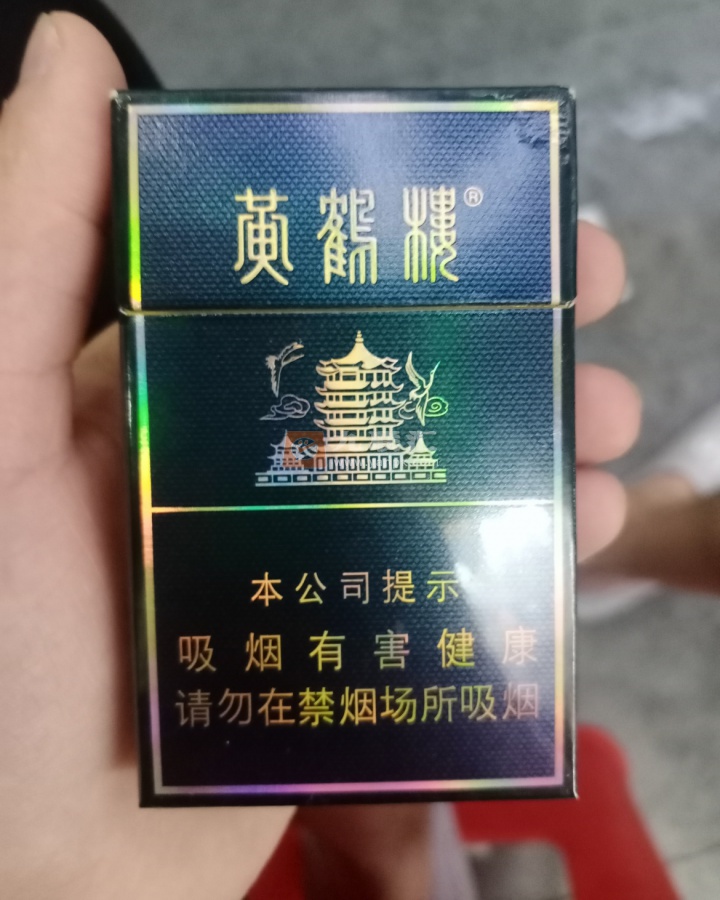 黄鹤楼®
本公司提示
吸烟有害健康
请勿在禁烟场所吸烟